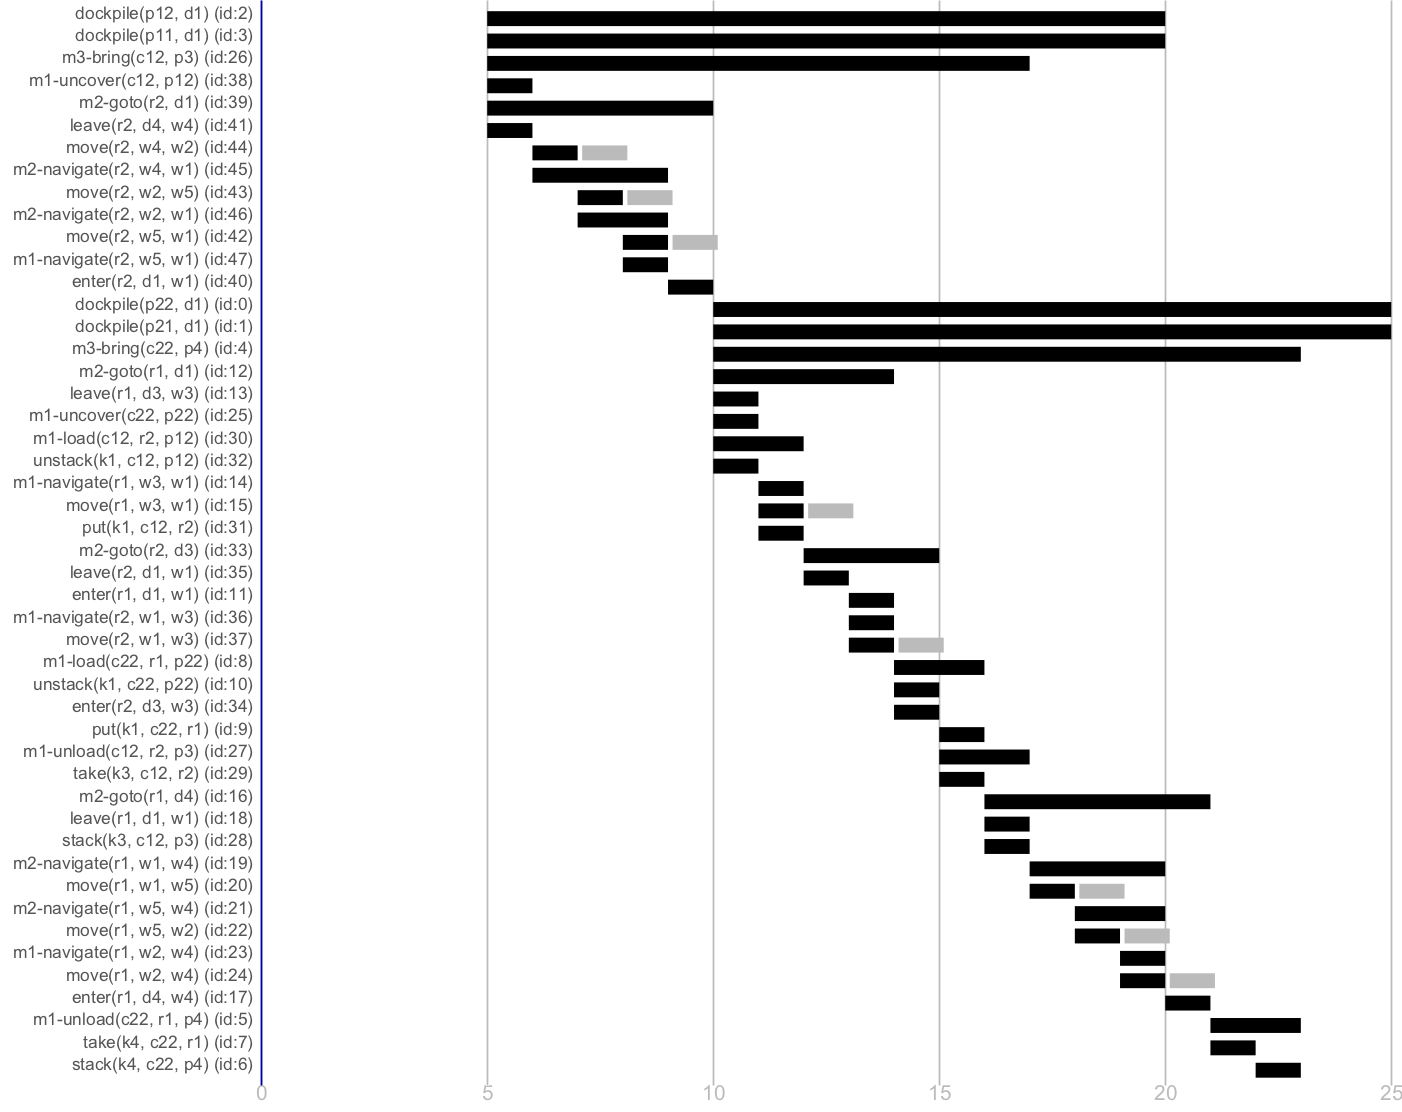 dockpile(p12, d1) (id:2)
dockpile(p11, d1) (id:3)
m3-bring(c12, p3) (id:26)
m1-uncover(c12, p12) (id:38)
m2-goto(r2, d1) (id:39)
leave(r2, d4, w4) (id:41)
move(r2, w4, w2) (id:44)
m2-navigate(r2, w4, w1) (id:45)
move(r2, w2, w5) (id:43)
m2-navigate(r2, w2, w1) (id:46)
move(r2, w5, w1) (id:42)
m1-navigate(r2, w5, w1) (id:47)
enter(r2, d1, w1) (id:40)
dockpile(p22, d1) (id:0)
dockpile(p21, d1) (id:1)
m3-bring(c22, p4) (id:4)
m2-goto(r1, d1) (id:12)
leave(r1, d3, w3) (id:13)
m1-uncover(c22, p22) (id:25)
m1-load(c12, r2, p12) (id:30)
unstack(k1, c12, p12) (id:32)
m1-navigate(r1, w3, w1) (id:14)
move(r1, w3, w1) (id:15)
put(k1, c12, r2) (id:31)
m2-goto(r2, d3) (id:33)
leave(r2, d1, w1) (id:35)
enter(r1, d1, w1) (id:11)
m1-navigate(r2, w1, w3) (id:36)
move(r2, w1, w3) (id:37)
m1-load(c22, r1, p22) (id:8)
unstack(k1, c22, p22) (id:10)
enter(r2, d3, w3) (id:34)
put(k1, c22, r1) (id:9)
m1-unload(c12, r2, p3) (id:27)
take(k3, c12, r2) (id:29)
m2-goto(r1, d4) (id:16)
leave(r1, d1, w1) (id:18)
stack(k3, c12, p3) (id:28)
m2-navigate(r1, w1, w4) (id:19)
move(r1, w1, w5) (id:20)
m2-navigate(r1, w5, w4) (id:21)
move(r1, w5, w2) (id:22)
m1-navigate(r1, w2, w4) (id:23)
move(r1, w2, w4) (id:24)
enter(r1, d4, w4) (id:17)
m1-unload(c22, r1, p4) (id:5)
take(k4, c22, r1) (id:7)
stack(k4, c22, p4) (id:6)
0 5 10 15 20 25